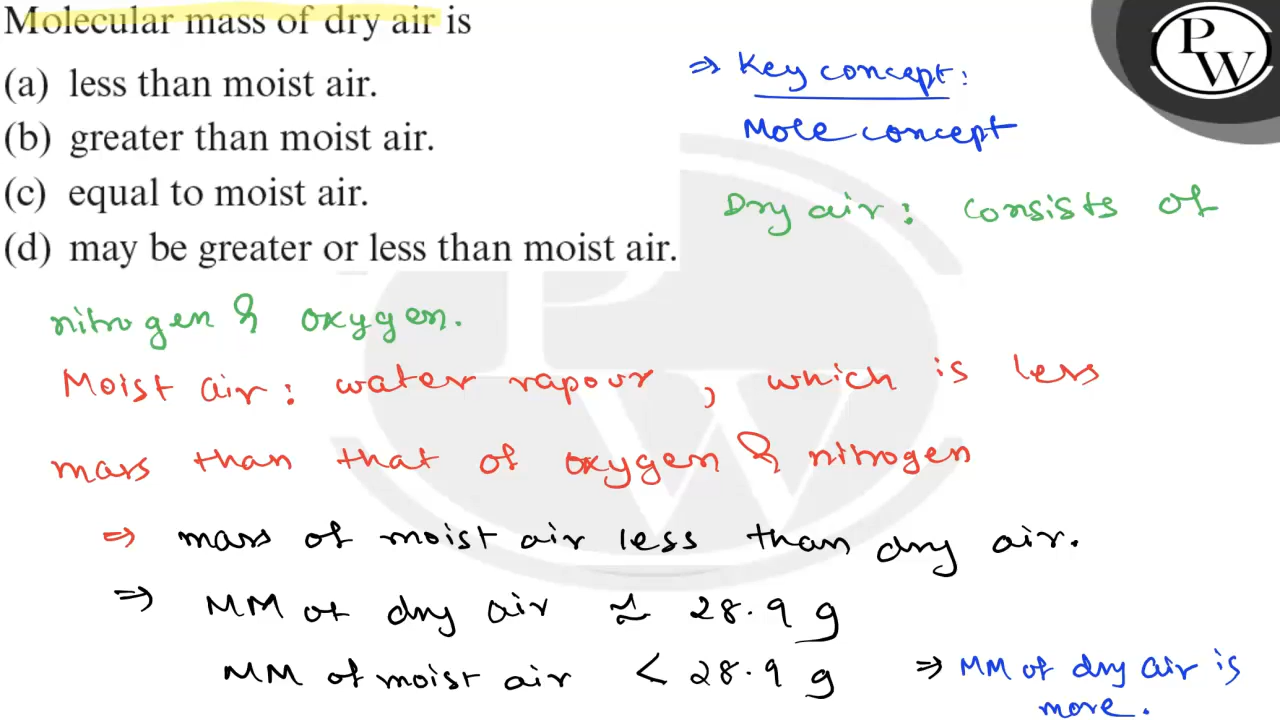 Molecular mass of dry air is
(a) less than moist air.
(b) greater than moist air.
(c) equal to moist air.
(d) may be greater or less than moist air.
PW
⇒ Key concept:
Mole concept
Dry air: consists of
nitrogen & oxygen.
Moist air: water vapour, which is less
mass than that of oxygen & nitrogen
⇒ mass of moist air less than dry air.
⇒ MM of dry air ≈ 28.9 g
MM of moist air < 28.9 g
⇒ MM of dry air is
more.